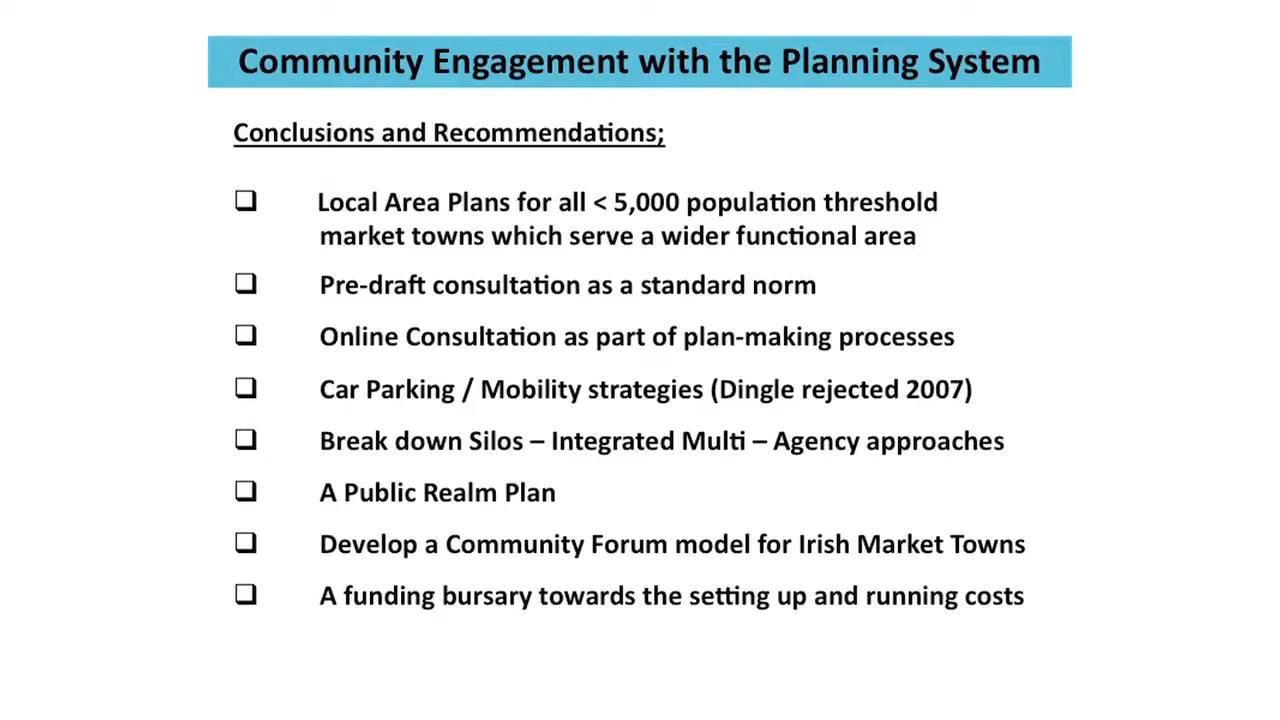 Community Engagement with the Planning System
Conclusions and Recommendations;
❑ Local Area Plans for all < 5,000 population threshold
market towns which serve a wider functional area
❑ Pre-draft consultation as a standard norm
❑ Online Consultation as part of plan-making processes
❑ Car Parking / Mobility strategies (Dingle rejected 2007)
❑ Break down Silos – Integrated Multi – Agency approaches
❑ A Public Realm Plan
❑ Develop a Community Forum model for Irish Market Towns
❑ A funding bursary towards the setting up and running costs